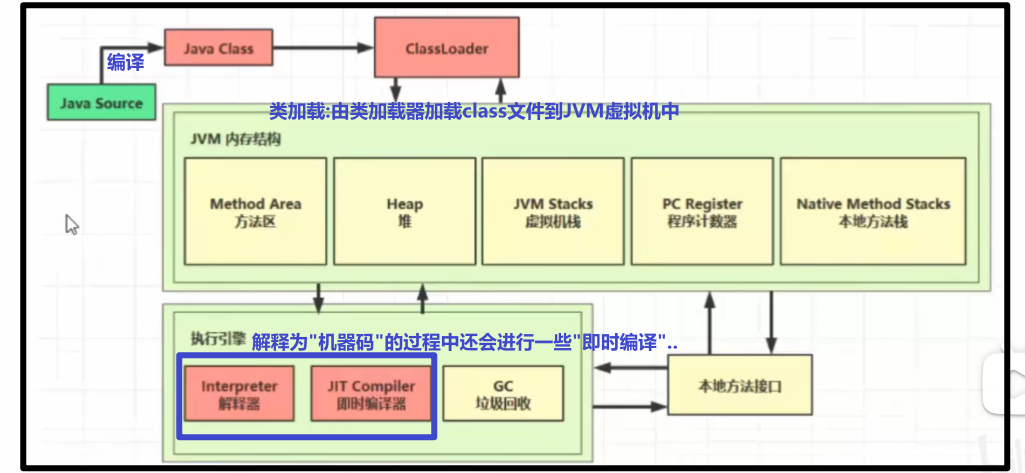 Java Class
ClassLoader
编译
Java Source
类加载:由类加载器加载class文件到JVM虚拟机中
JVM 内存结构
Method Area
方法区
Heap
堆
JVM Stacks
虚拟机栈
PC Register
程序计数器
Native Method Stacks
本地方法栈
执行引擎
解释为"机器码"的过程中还会进行一些"即时编译"..
Interpreter
解释器
JIT Compiler
即时编译器
GC
垃圾回收
本地方法接口